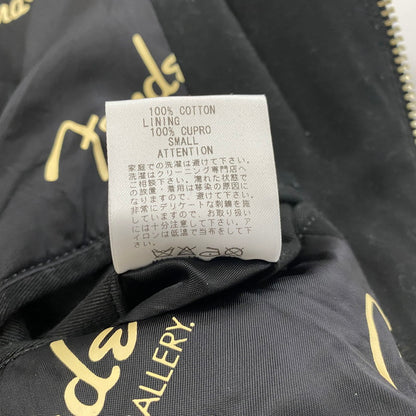 100% COTTON
LINING
100% CUPRO
SMALL
ATTENTION
家庭での洗濯は避けて下さい。
洗濯はクリーニング専門店へ
ご相談下さい。濡れた状態で
の放置・着用は移染の原因に
なりますので、避けて下さい。
非常にデリケートな刺繍を施
していますので、お取り扱い
には十分注意して下さい。ア
イロンは低温で当布をして下
さい。
ALLERY.